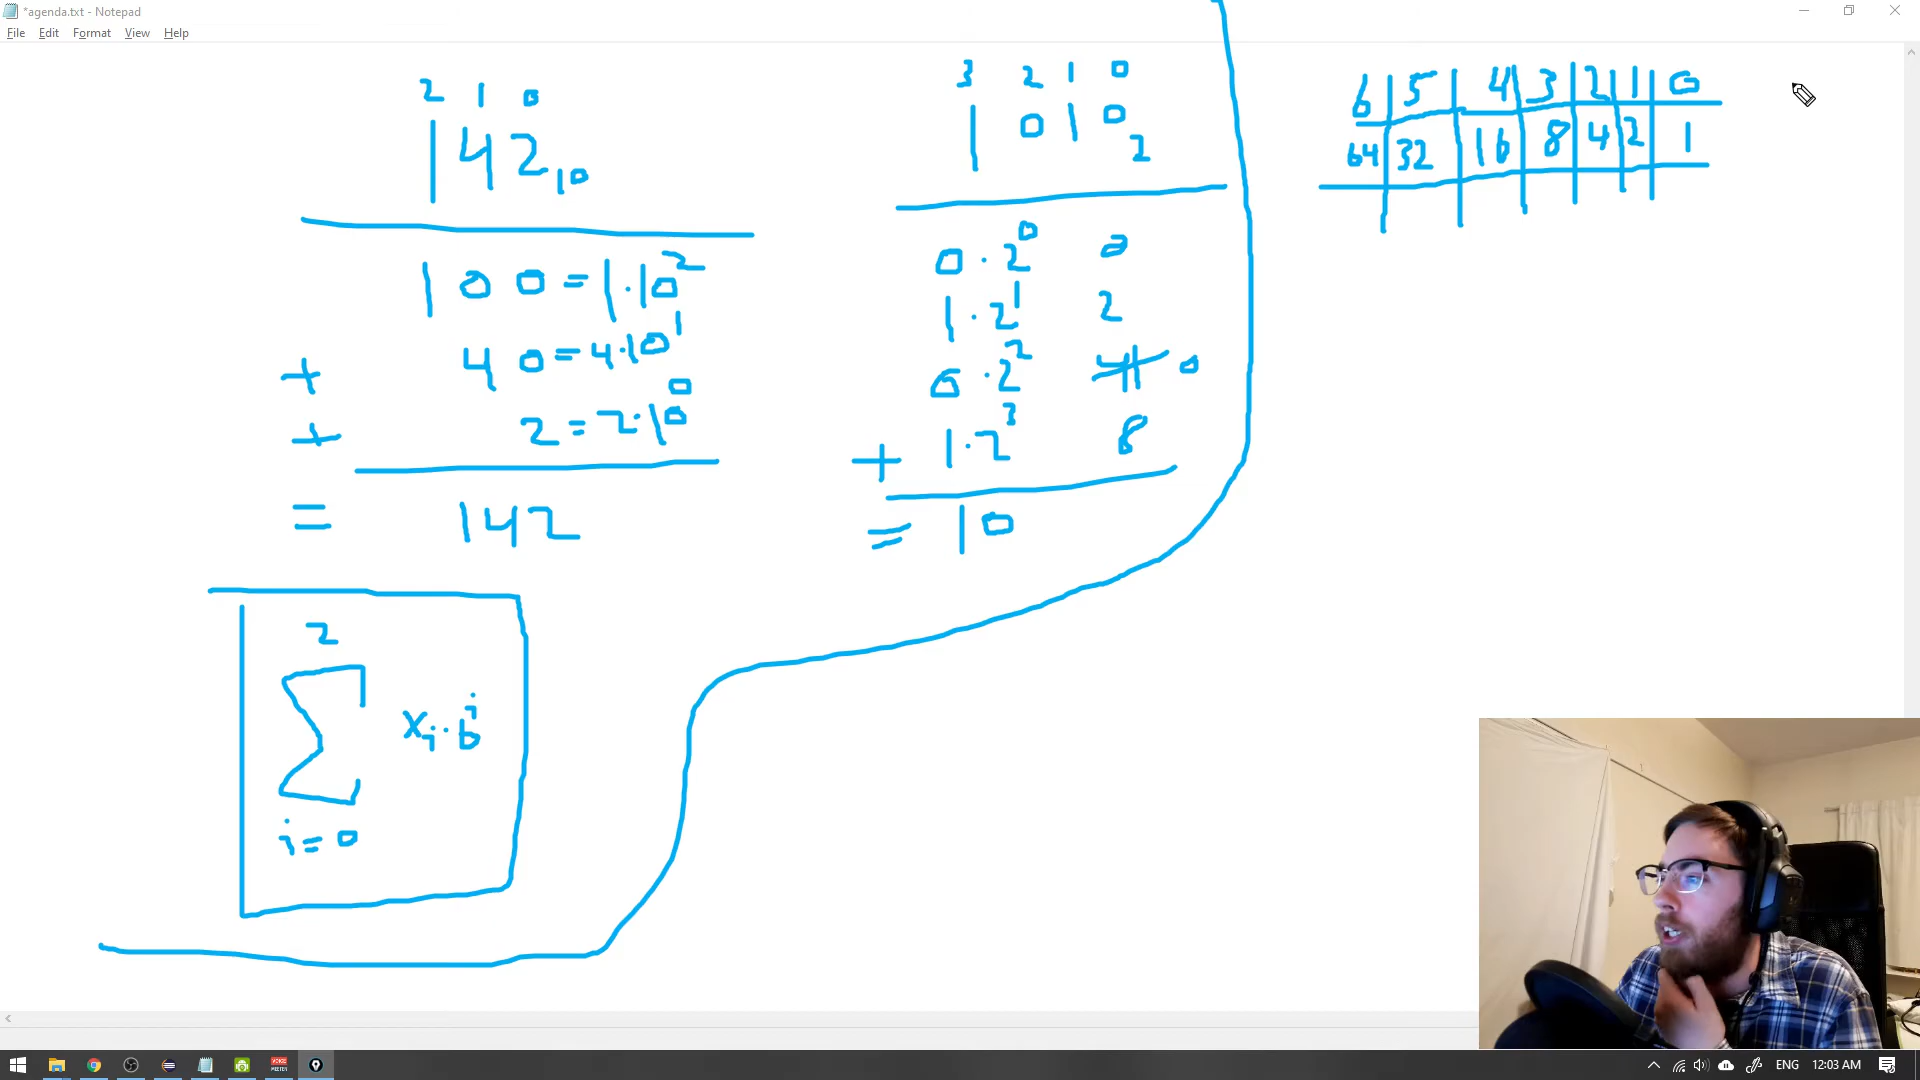 *agenda.txt - Notepad
File Edit Format View Help
2 1 0
142₁₀
100 = 1·10²
+ 40 = 4·10¹
+ 2 = 2·10⁰
= 142
3 2 1 0
1010₂
0·2⁰ 0
1·2¹ 2
0·2² 4 0
+ 1·2³ 8
= 10
6 5 4 3 2 1 0
64 32 16 8 4 2 1
2
Σ xᵢ·bⁱ
i=0
VOICE
ENG 12:03 AM